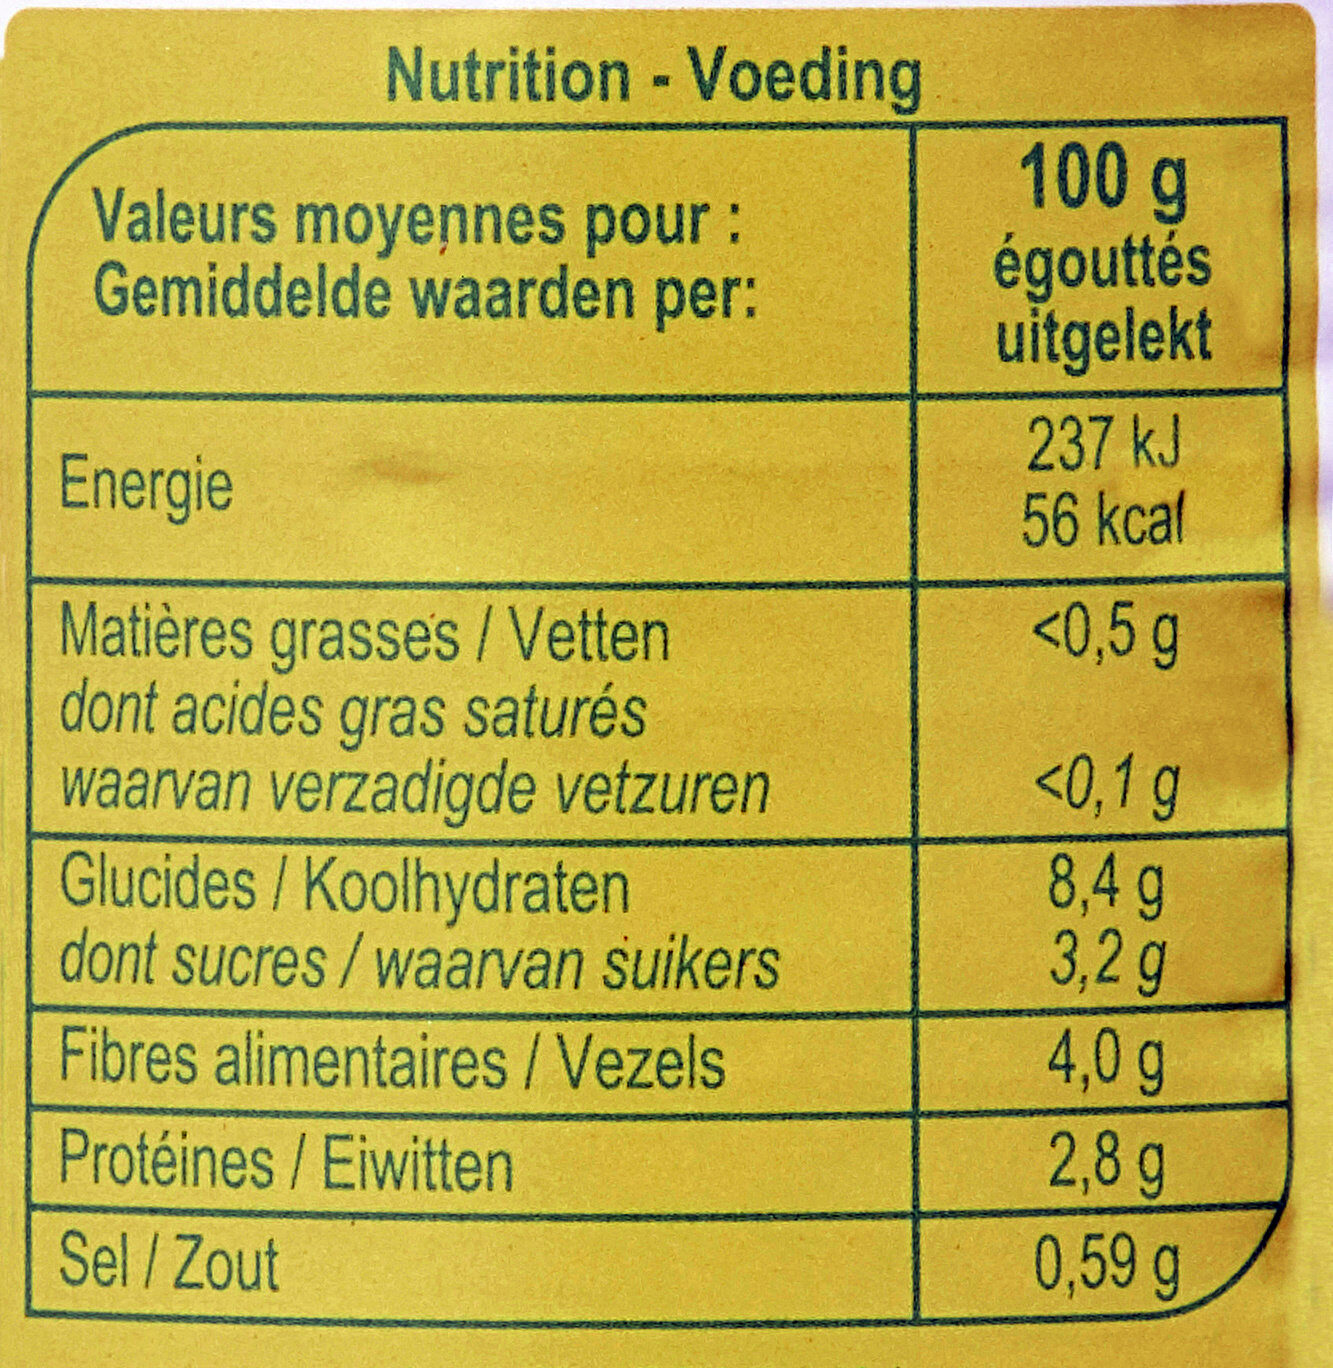 Nutrition - Voeding
Valeurs moyennes pour :
Gemiddelde waarden per:
100 g
égouttés
uitgelekt
Energie
237 kJ
56 kcal
Matières grasses / Vetten <0,5 g
dont acides gras saturés
waarvan verzadigde vetzuren <0,1 g
Glucides / Koolhydraten 8,4 g
dont sucres / waarvan suikers 3,2 g
Fibres alimentaires / Vezels 4,0 g
Protéines / Eiwitten 2,8 g
Sel / Zout 0,59 g